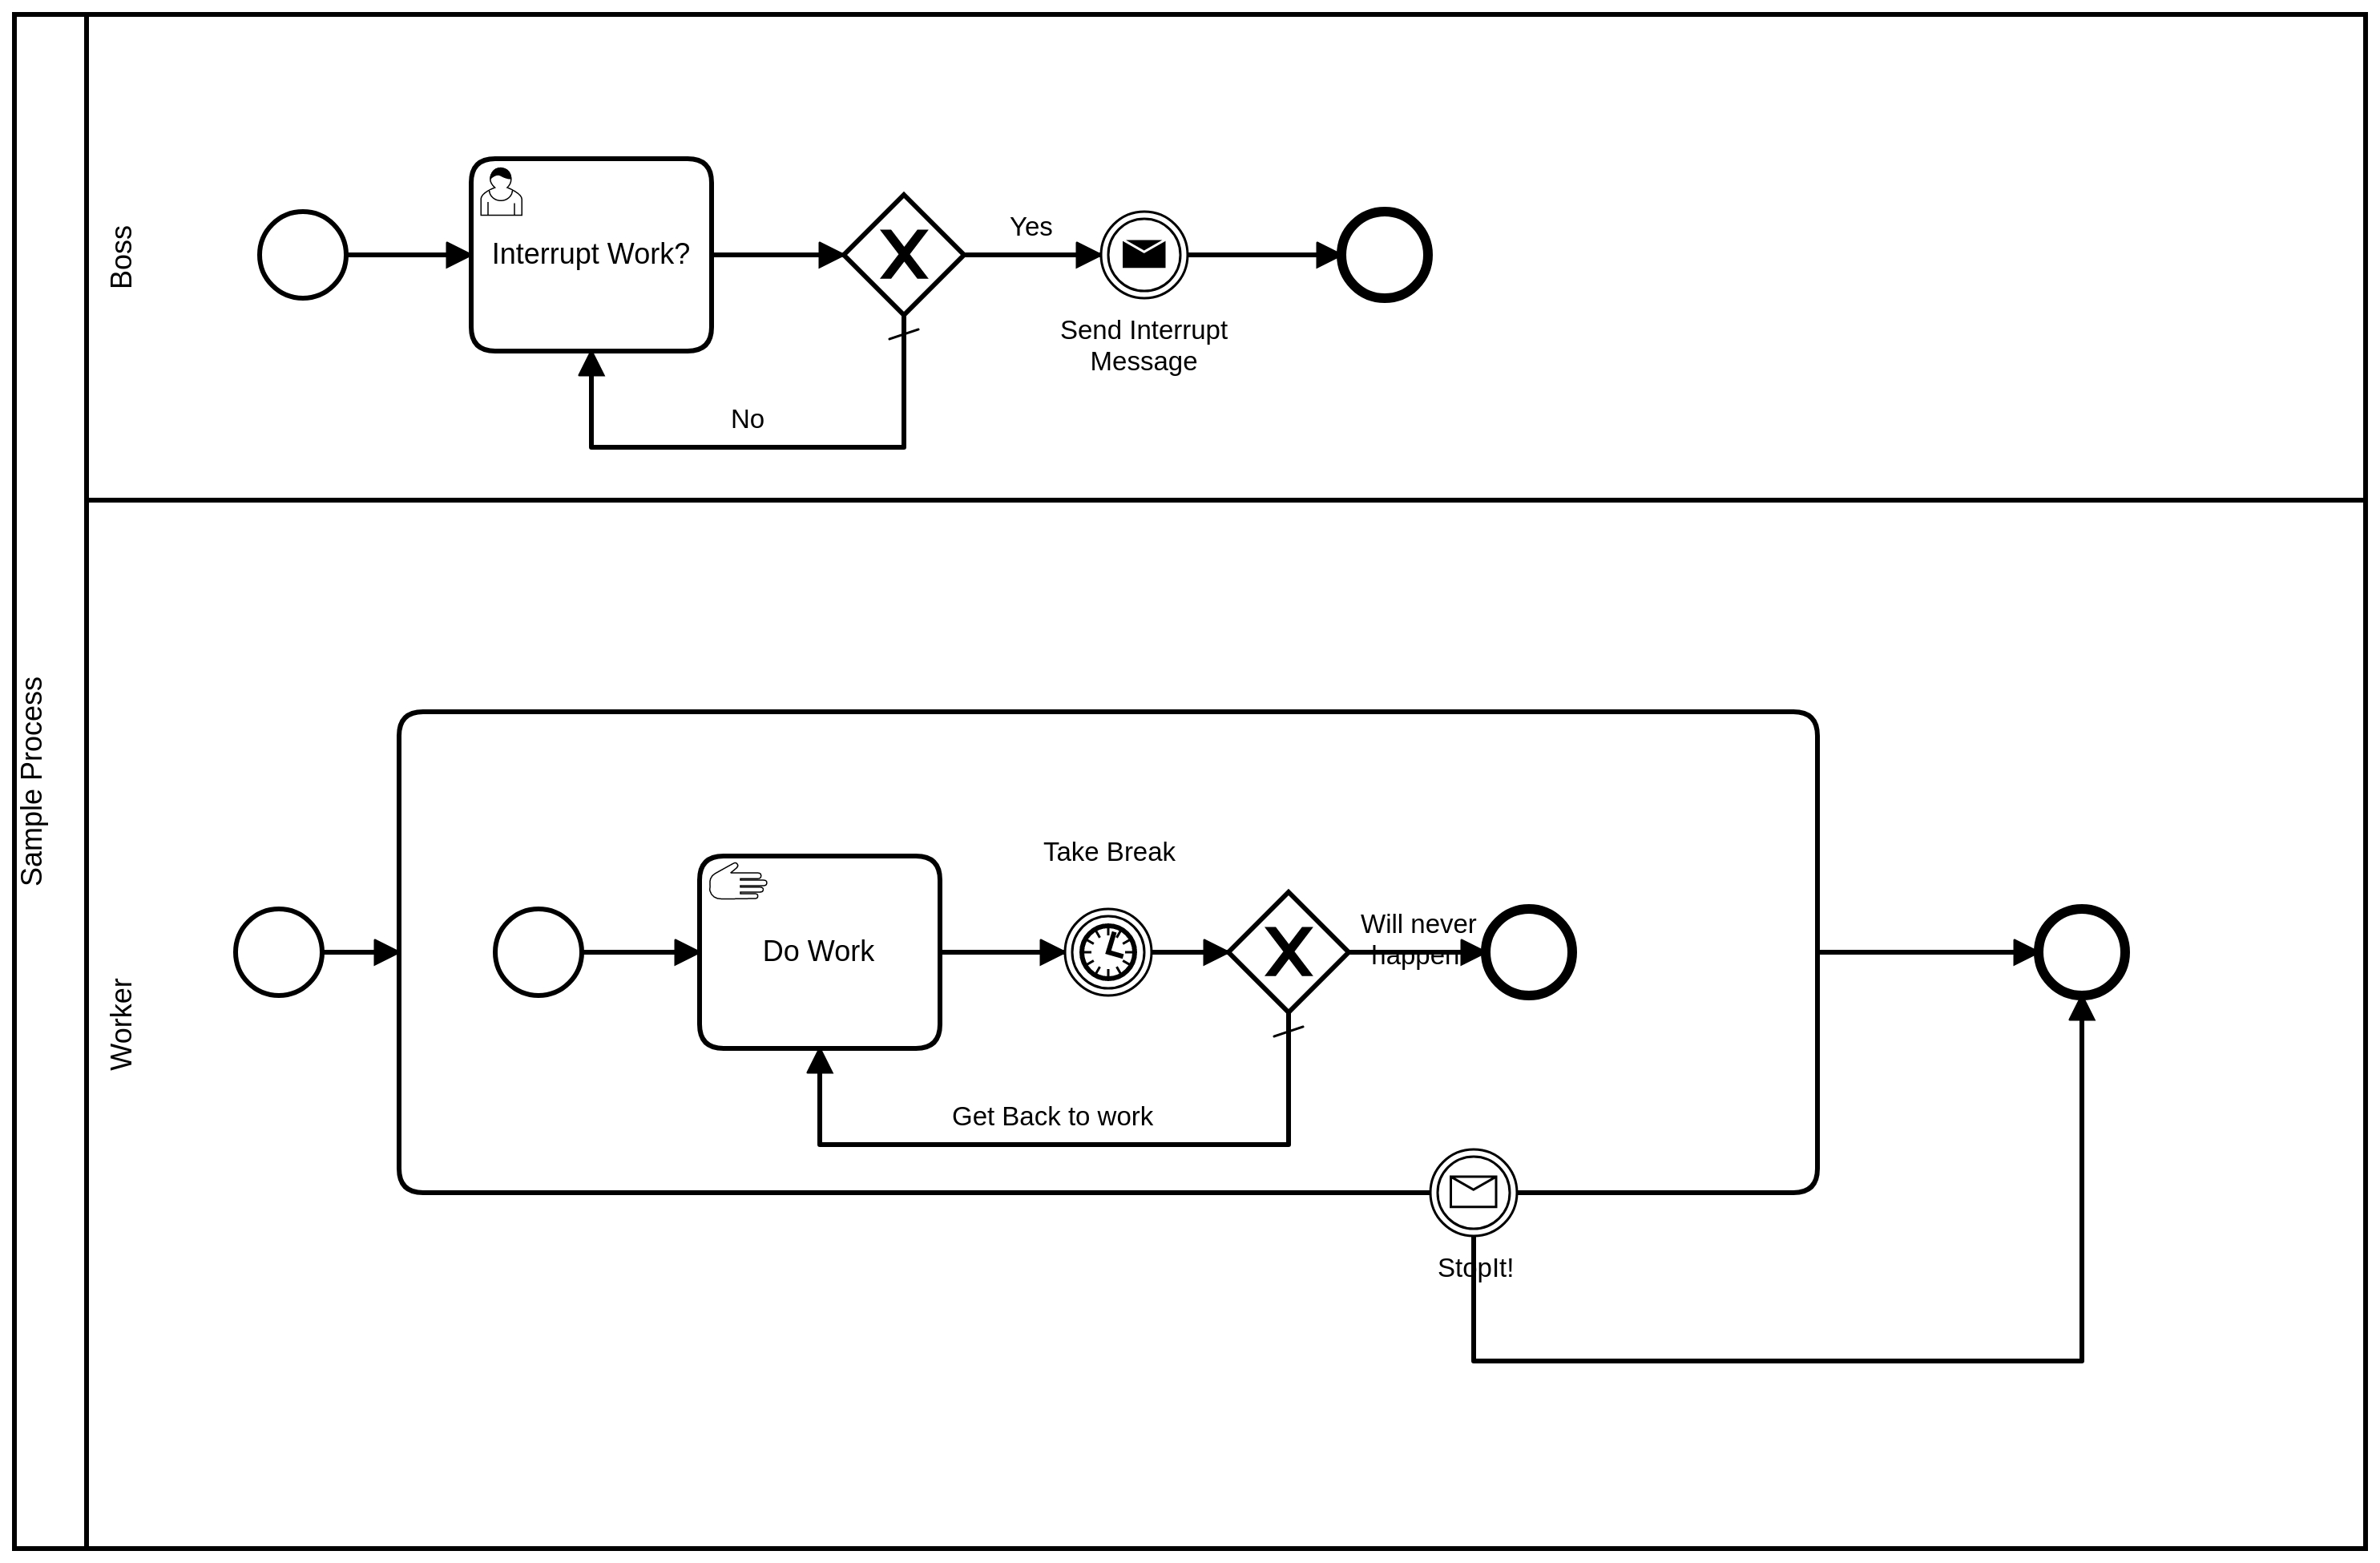 Sample Process
Boss
Interrupt Work?
X
Yes
Send Interrupt
Message
No
Worker
Take Break
Do Work
X
Will never
happen
Get Back to work
StopIt!